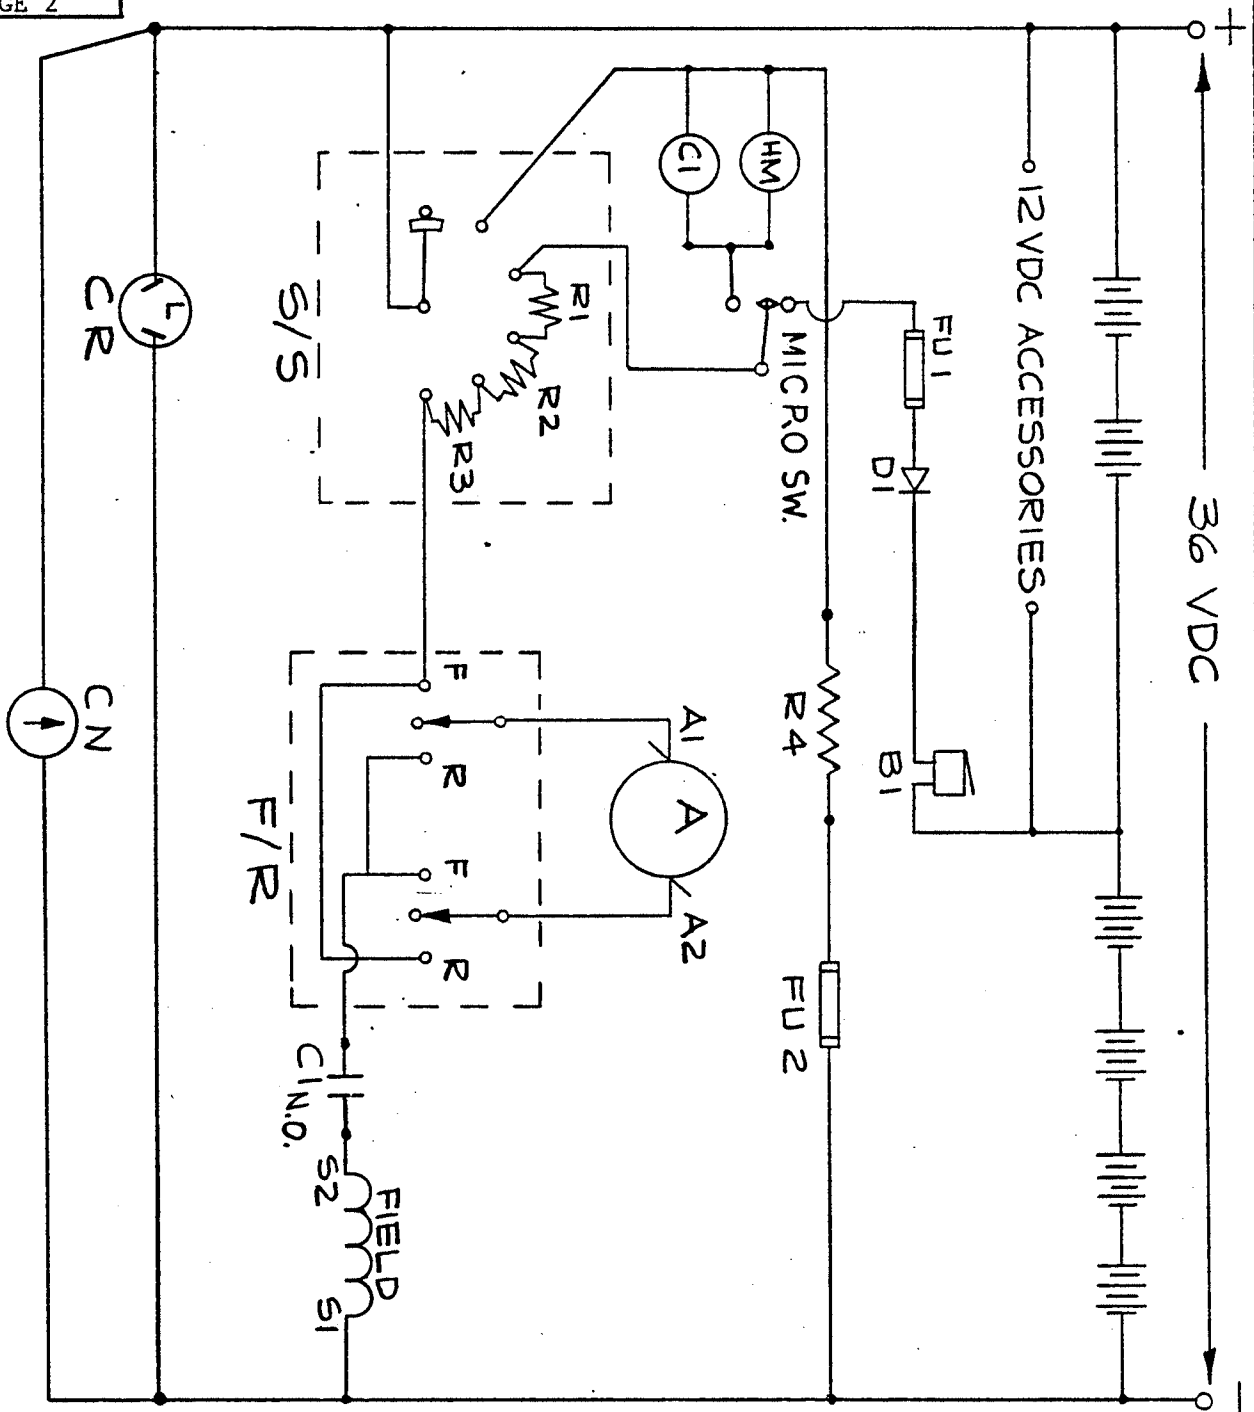 GE 2
+
36 VDC
−
12 VDC ACCESSORIES
FU 1
D1
B1
HM
C1
MICRO SW.
R4
FU 2
R1
R2
R3
S/S
A1
A
A2
F
R
F
R
F/R
C1 N.O.
S2
FIELD
S1
L
CR
CN